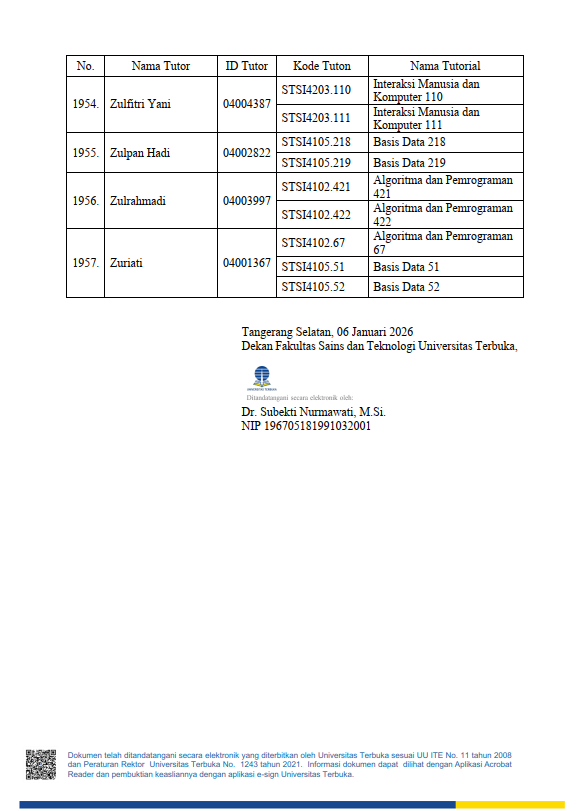 No. Nama Tutor ID Tutor Kode Tuton Nama Tutorial
1954. Zulfitri Yani 04004387 STSI4203.110 Interaksi Manusia dan
Komputer 110
STSI4203.111 Interaksi Manusia dan
Komputer 111
1955. Zulpan Hadi 04002822 STSI4105.218 Basis Data 218
STSI4105.219 Basis Data 219
1956. Zulrahmadi 04003997 STSI4102.421 Algoritma dan Pemrograman
421
STSI4102.422 Algoritma dan Pemrograman
422
1957. Zuriati 04001367 STSI4102.67 Algoritma dan Pemrograman
67
STSI4105.51 Basis Data 51
STSI4105.52 Basis Data 52
Tangerang Selatan, 06 Januari 2026
Dekan Fakultas Sains dan Teknologi Universitas Terbuka,
UNIVERSITAS TERBUKA
Ditandatangani secara elektronik oleh:
Dr. Subekti Nurmawati, M.Si.
NIP 196705181991032001
Dokumen telah ditandatangani secara elektronik yang diterbitkan oleh Universitas Terbuka sesuai UU ITE No. 11 tahun 2008
dan Peraturan Rektor Universitas Terbuka No. 1243 tahun 2021. Informasi dokumen dapat dilihat dengan Aplikasi Acrobat
Reader dan pembuktian keasliannya dengan aplikasi e-sign Universitas Terbuka.